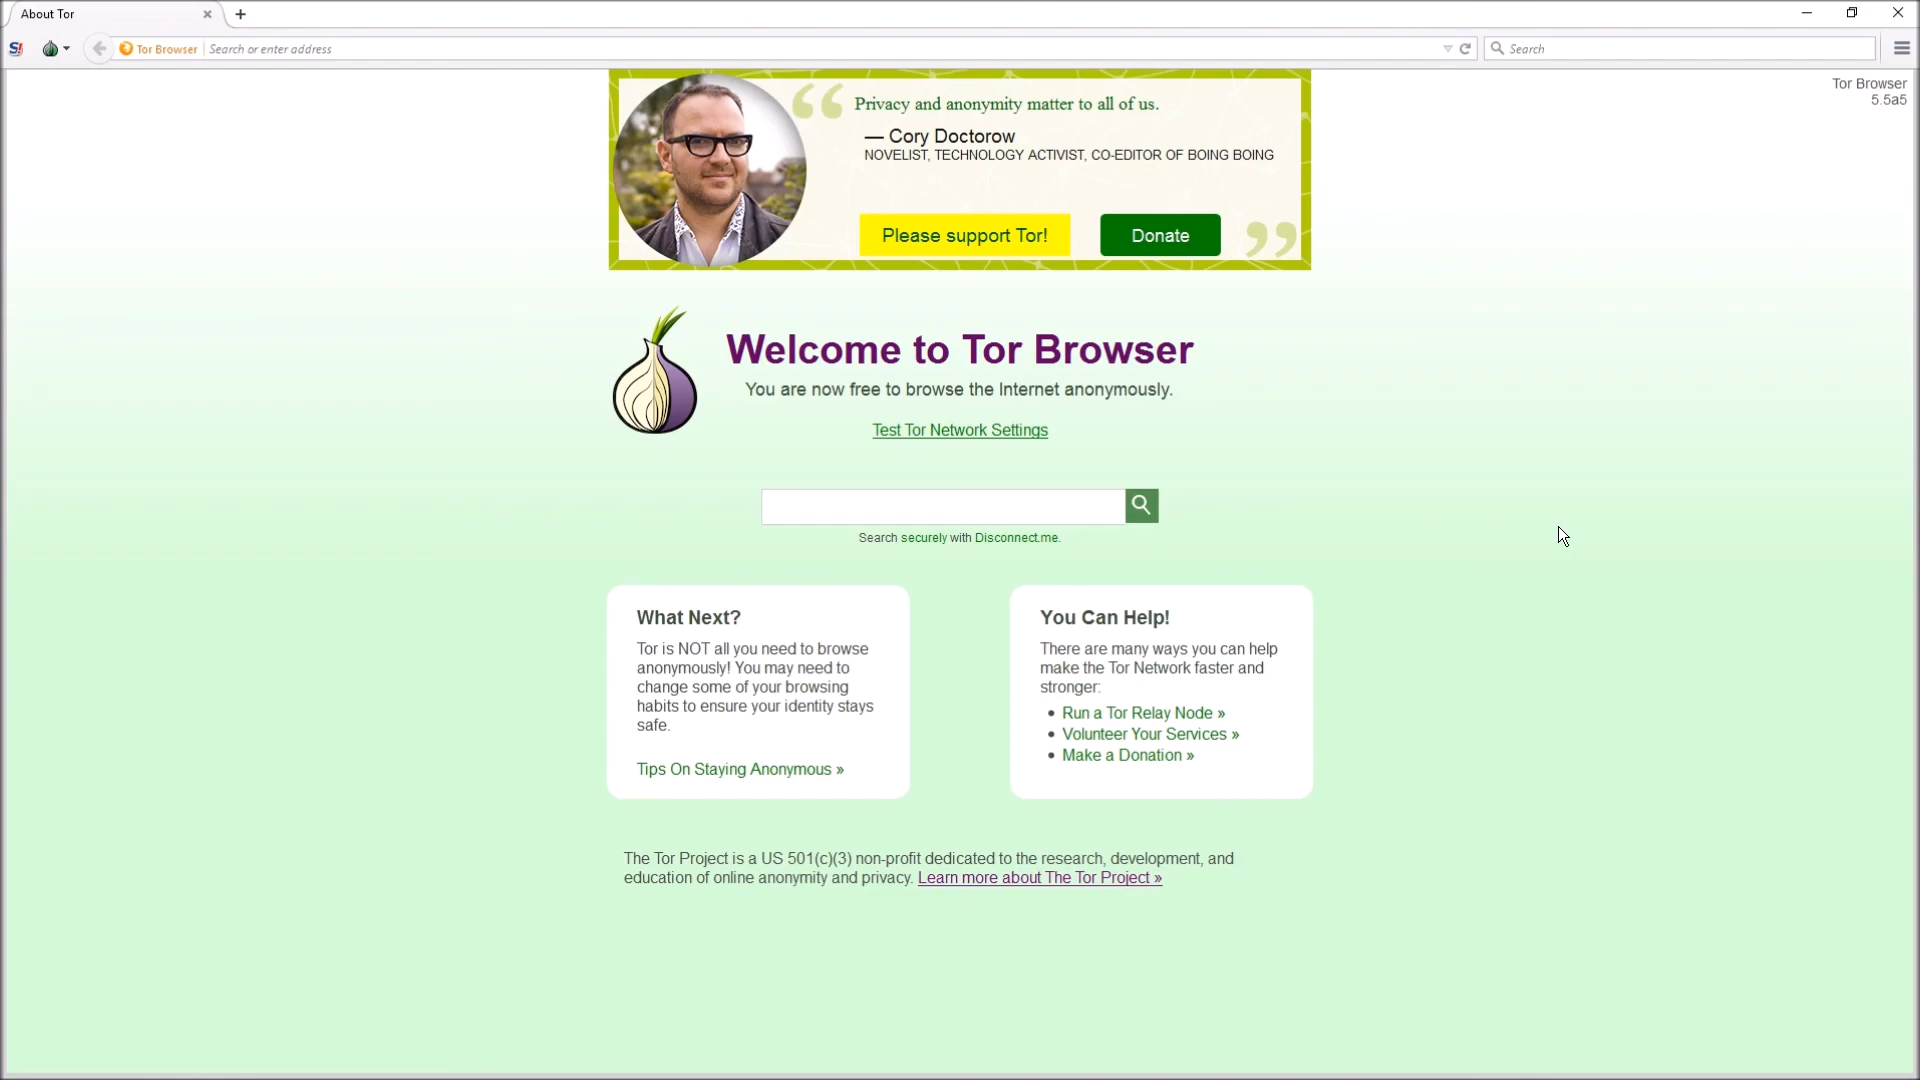 About Tor
S!
Tor Browser
Search or enter address
Search
Tor Browser
5.5a5
Privacy and anonymity matter to all of us.
— Cory Doctorow
NOVELIST, TECHNOLOGY ACTIVIST, CO-EDITOR OF BOING BOING
Please support Tor!
Donate
Welcome to Tor Browser
You are now free to browse the Internet anonymously.
Test Tor Network Settings
Search securely with Disconnect.me.
What Next?
Tor is NOT all you need to browse
anonymously! You may need to
change some of your browsing
habits to ensure your identity stays
safe.
Tips On Staying Anonymous »
You Can Help!
There are many ways you can help
make the Tor Network faster and
stronger:
• Run a Tor Relay Node »
• Volunteer Your Services »
• Make a Donation »
The Tor Project is a US 501(c)(3) non-profit dedicated to the research, development, and
education of online anonymity and privacy. Learn more about The Tor Project »